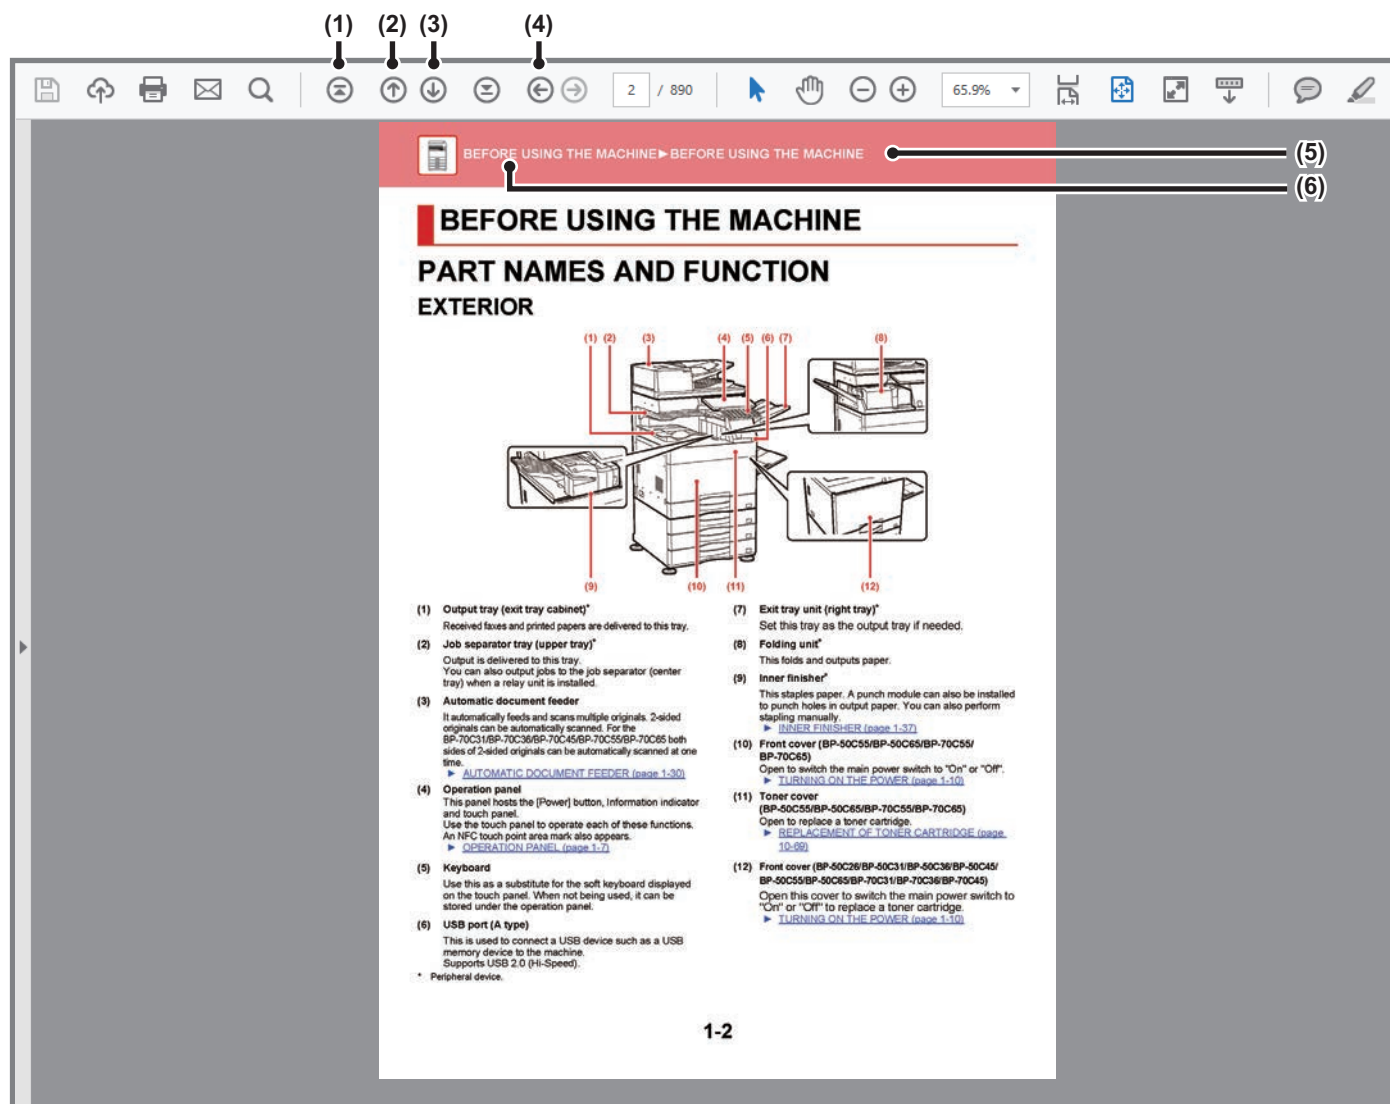 (1) (2) (3) (4)
2 / 890 65.9%
BEFORE USING THE MACHINE►BEFORE USING THE MACHINE
(5)
(6)
BEFORE USING THE MACHINE
PART NAMES AND FUNCTION
EXTERIOR
(1) (2) (3) (4) (5) (6) (7) (8)
(9) (10) (11) (12)
(1) Output tray (exit tray cabinet)*
Received faxes and printed papers are delivered to this tray.
(2) Job separator tray (upper tray)*
Output is delivered to this tray.
You can also output jobs to the job separator (center
tray) when a relay unit is installed.
(3) Automatic document feeder
It automatically feeds and scans multiple originals. 2-sided
originals can be automatically scanned. For the
BP-70C31/BP-70C36/BP-70C45/BP-70C55/BP-70C65 both
sides of 2-sided originals can be automatically scanned at one
time.
► AUTOMATIC DOCUMENT FEEDER (page 1-30)
(4) Operation panel
This panel hosts the [Power] button, Information indicator
and touch panel.
Use the touch panel to operate each of these functions.
An NFC touch point area mark also appears.
► OPERATION PANEL (page 1-7)
(5) Keyboard
Use this as a substitute for the soft keyboard displayed
on the touch panel. When not being used, it can be
stored under the operation panel.
(6) USB port (A type)
This is used to connect a USB device such as a USB
memory device to the machine.
Supports USB 2.0 (Hi-Speed).
* Peripheral device.
(7) Exit tray unit (right tray)*
Set this tray as the output tray if needed.
(8) Folding unit*
This folds and outputs paper.
(9) Inner finisher*
This staples paper. A punch module can also be installed
to punch holes in output paper. You can also perform
stapling manually.
► INNER FINISHER (page 1-37)
(10) Front cover (BP-50C55/BP-50C65/BP-70C55/
BP-70C65)
Open to switch the main power switch to "On" or "Off".
► TURNING ON THE POWER (page 1-10)
(11) Toner cover
(BP-50C55/BP-50C65/BP-70C55/BP-70C65)
Open to replace a toner cartridge.
► REPLACEMENT OF TONER CARTRIDGE (page
10-69)
(12) Front cover (BP-50C26/BP-50C31/BP-50C36/BP-50C45/
BP-50C55/BP-50C65/BP-70C31/BP-70C36/BP-70C45)
Open this cover to switch the main power switch to
"On" or "Off" to replace a toner cartridge.
► TURNING ON THE POWER (page 1-10)
1-2